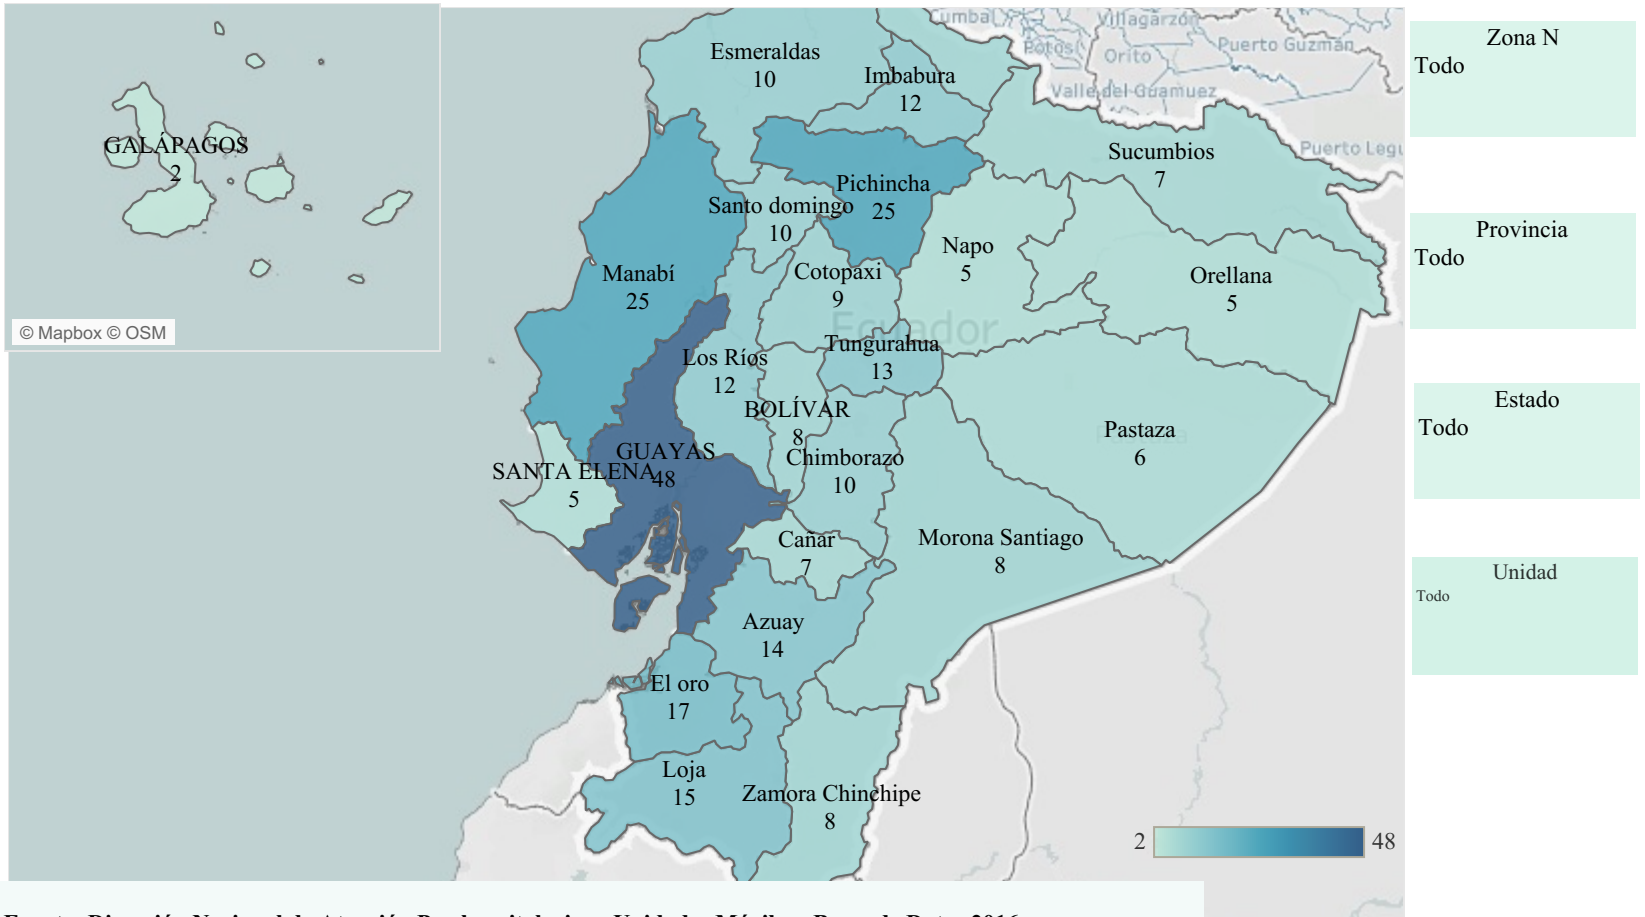 Esmeraldas
10
Imbabura
12
GALÁPAGOS
2
Sucumbios
7
Pichincha
25
Santo domingo
10
Manabí
25
Cotopaxi
9
Napo
5
Orellana
5
Ecuador
Tungurahua
13
Los Ríos
12
BOLÍVAR
8
GUAYAS
48
SANTA ELENA
5
Chimborazo
10
Pastaza
6
Cañar
7
Morona Santiago
8
Azuay
14
El oro
17
Loja
15
Zamora Chinchipe
8
Villagarzón
Orito
Puerto Guzmán
Valle del Guamuez
Puerto
© Mapbox © OSM
2 48
Zona N
Todo
Provincia
Todo
Estado
Todo
Unidad
Todo